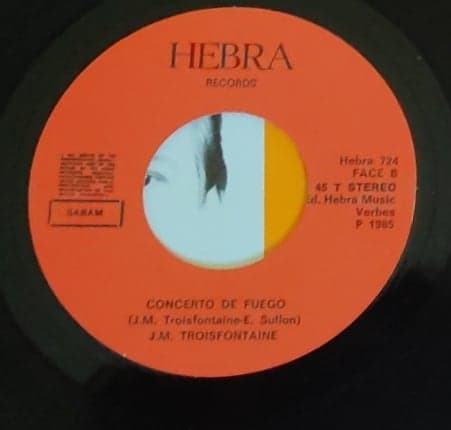 HEBRA
RECORDS
Hebra 724
FACE B
45 T STEREO
Ed. Hebra Music
Verbes
P 1985
SABAM
CONCERTO DE FUEGO
(J.M. Troisfontaine-E. Sullon)
J.M. TROISFONTAINE